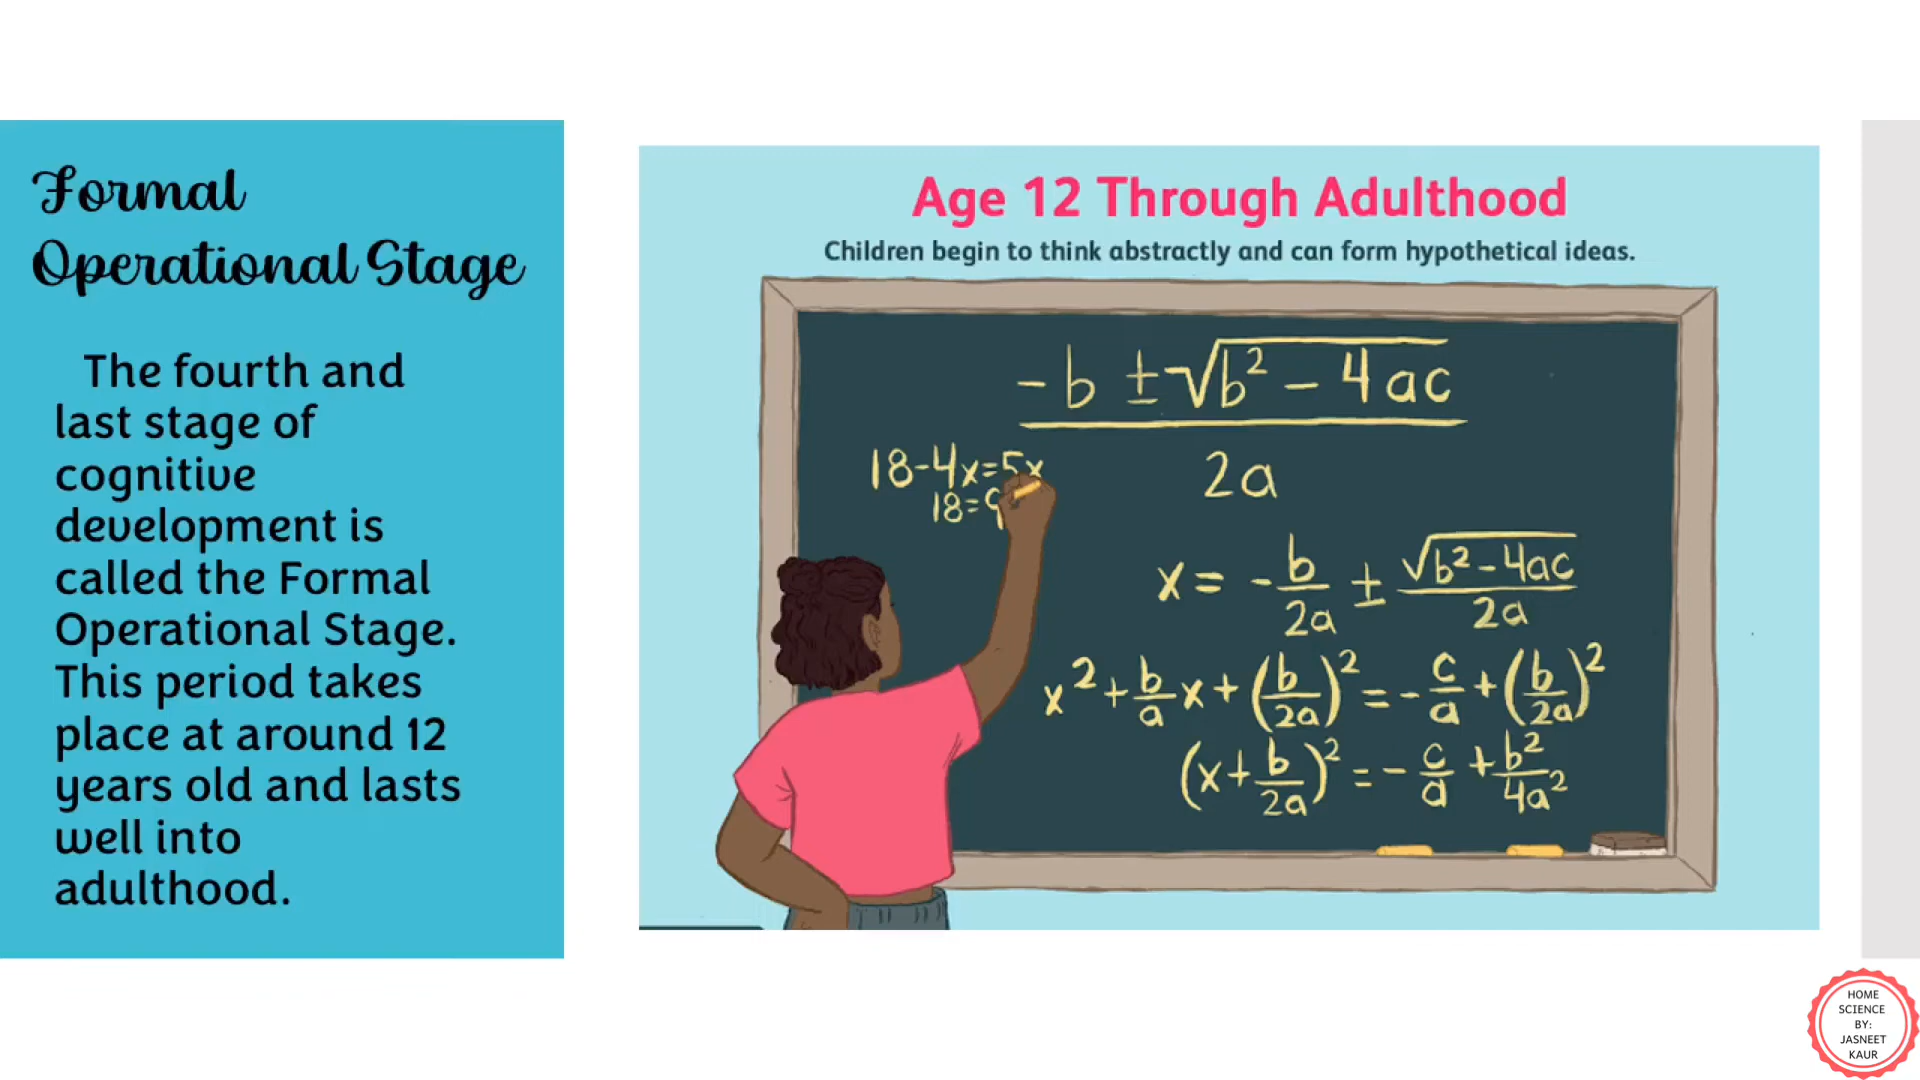 Formal
Operational Stage
The fourth and
last stage of
cognitive
development is
called the Formal
Operational Stage.
This period takes
place at around 12
years old and lasts
well into
adulthood.
Age 12 Through Adulthood
Children begin to think abstractly and can form hypothetical ideas.
-b ±√b² - 4ac
2a
18-4x=5x
18=9
x = -b/2a ± √b²-4ac/2a
x²+b/a x+(b/2a)²=-c/a+(b/2a)²
(x+b/2a)²=-c/a+b²/4a²
HOME
SCIENCE
BY:
JASNEET
KAUR